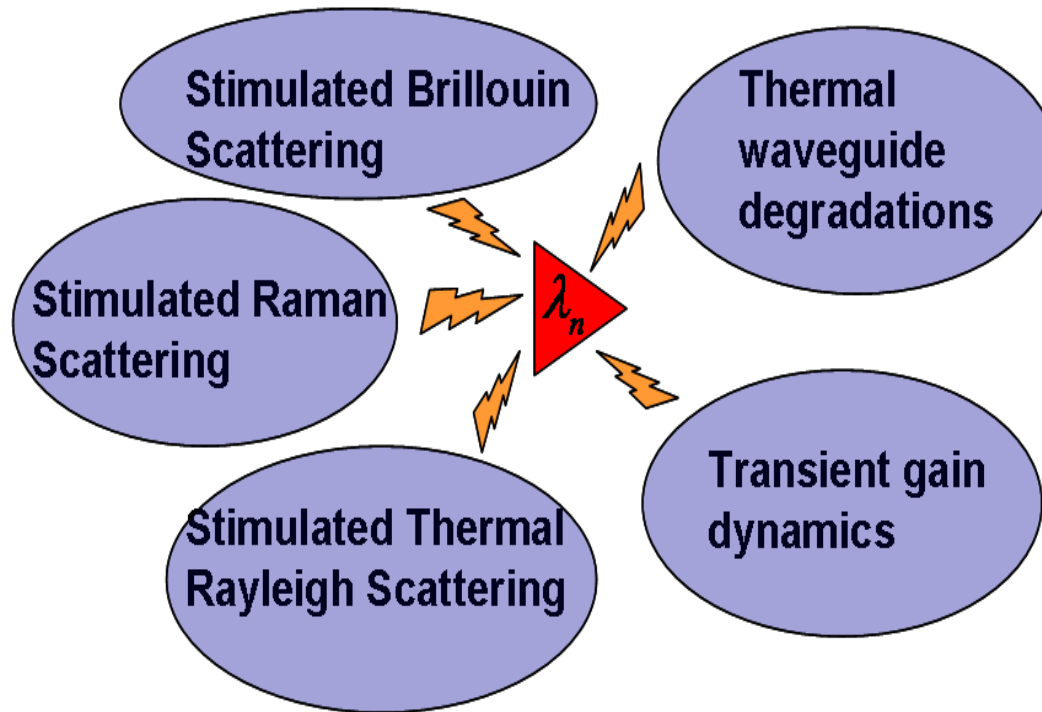 Stimulated Brillouin
Scattering
Thermal
waveguide
degradations
Stimulated Raman
Scattering
λn
Transient gain
dynamics
Stimulated Thermal
Rayleigh Scattering